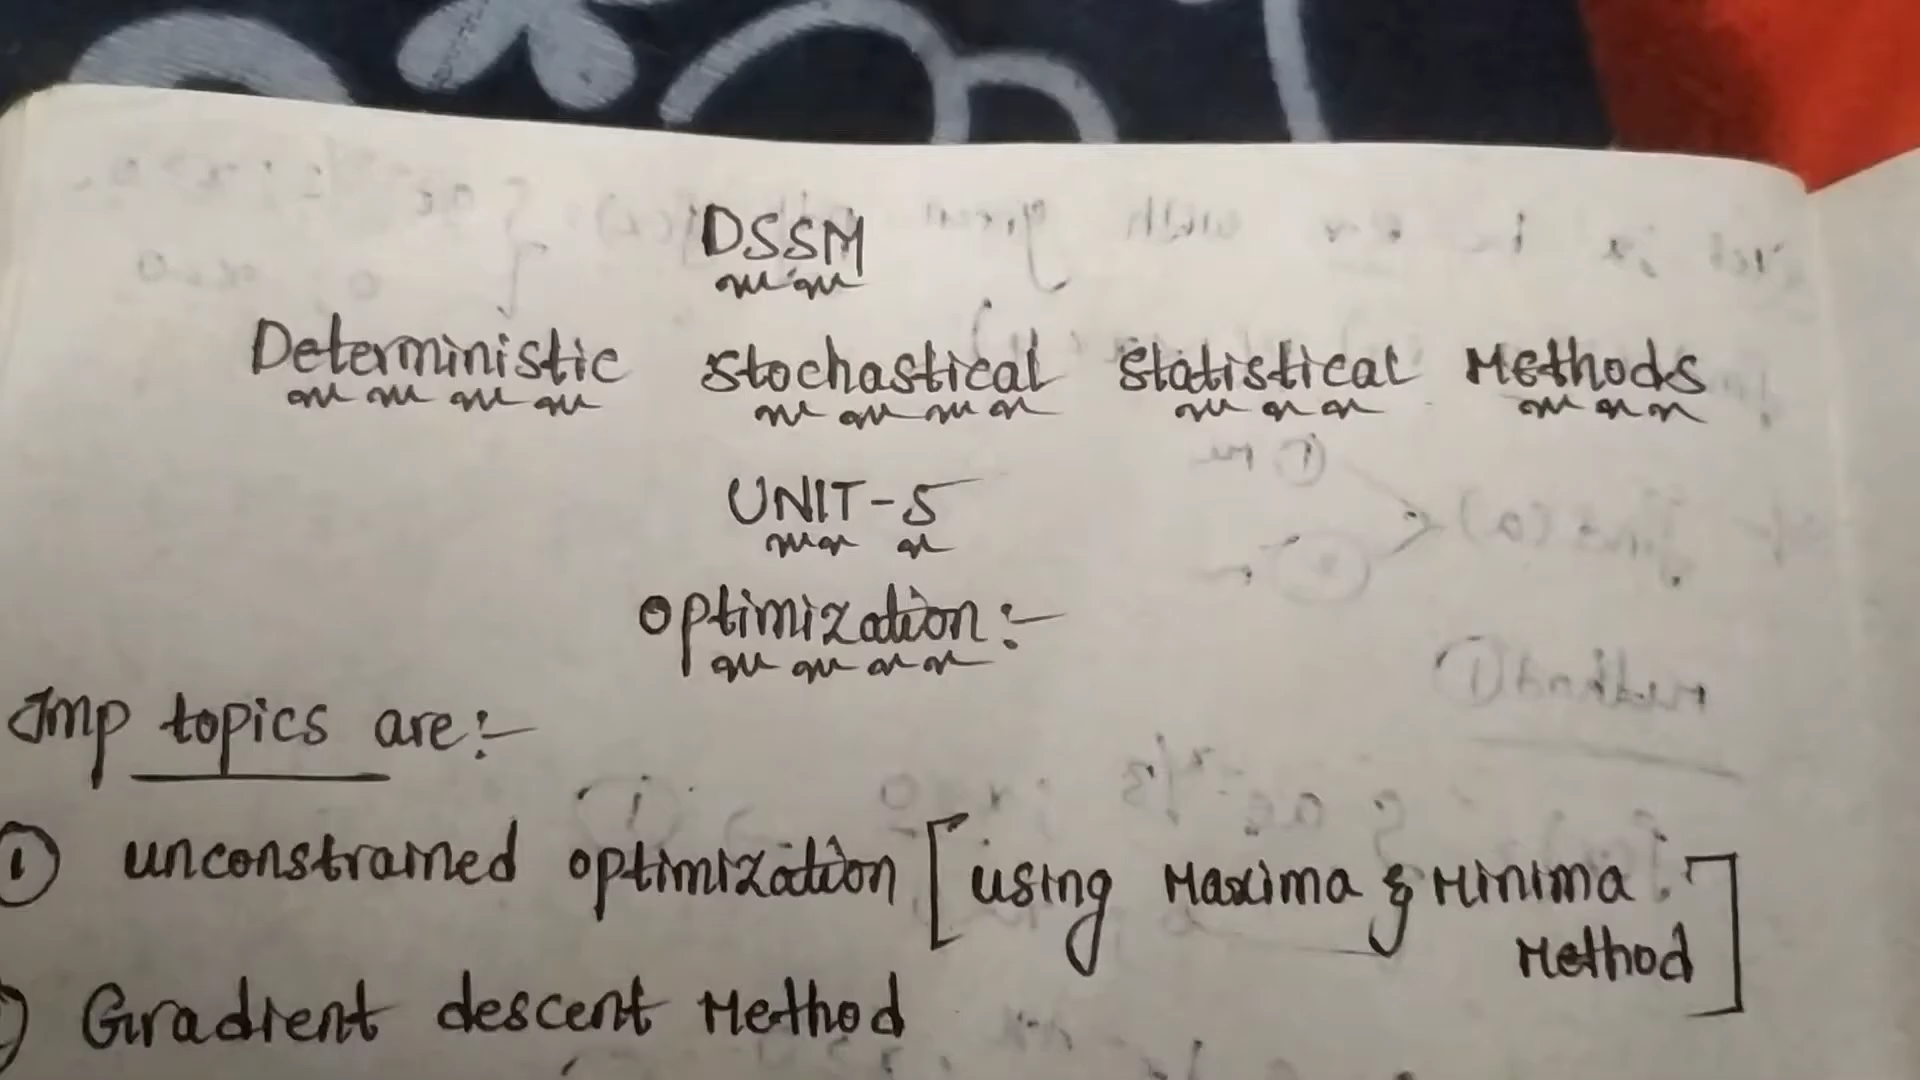 DSSM
Deterministic Stochastical Statistical Methods
UNIT-5
Optimization:-
Imp topics are:-
① unconstrained optimization [using Maxima & Minima Method]
Gradient descent Method